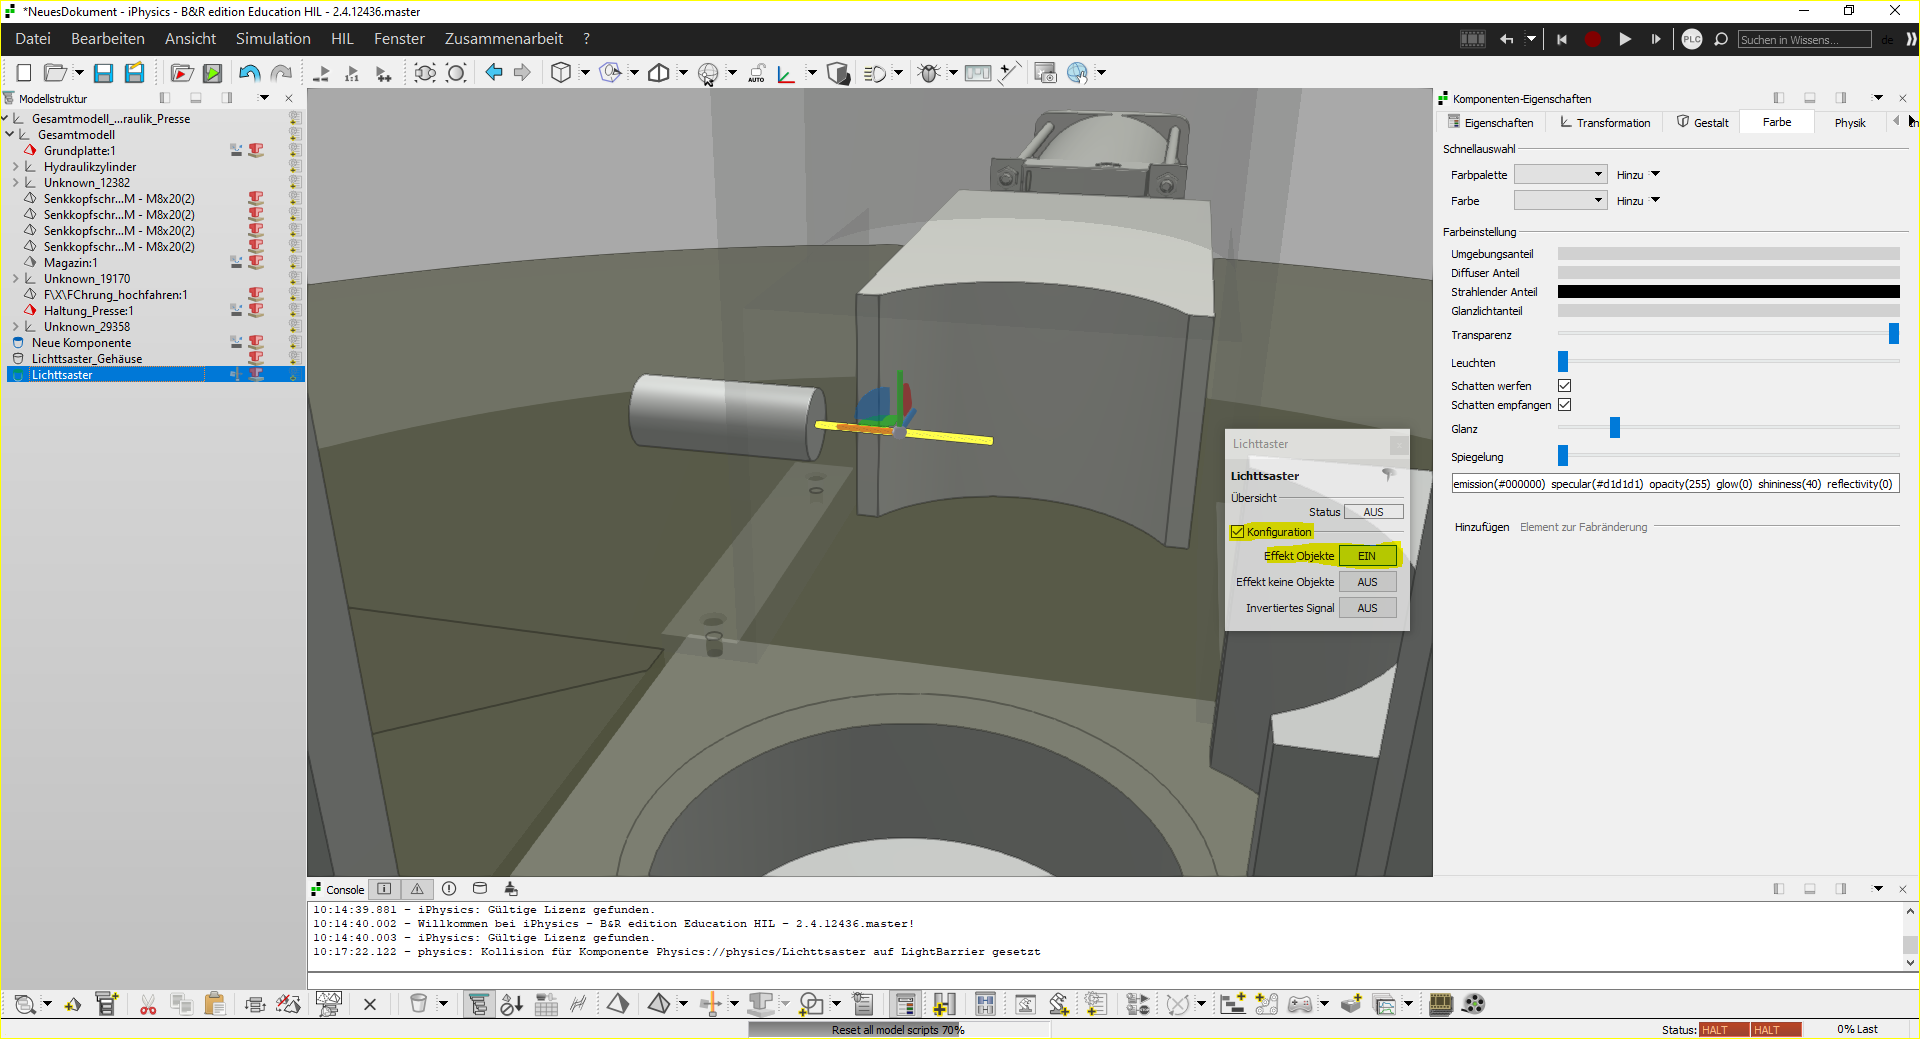 *NeuesDokument - iPhysics - B&R edition Education HIL - 2.4.12436.master
Datei Bearbeiten Ansicht Simulation HIL Fenster Zusammenarbeit ?
PLC
Suchen in Wissens...
de
1:1
AUTO
Modellstruktur
Gesamtmodell_...raulik_Presse
Gesamtmodell
Grundplatte:1
Hydraulikzylinder
Unknown_12382
Senkkopfschr...M - M8x20(2)
Senkkopfschr...M - M8x20(2)
Senkkopfschr...M - M8x20(2)
Senkkopfschr...M - M8x20(2)
Magazin:1
Unknown_19170
F\X\FChrung_hochfahren:1
Haltung_Presse:1
Unknown_29358
Neue Komponente
Lichttsaster_Gehäuse
Lichttsaster
Lichttaster
Lichttsaster
Übersicht
Status AUS
Konfiguration
Effekt Objekte EIN
Effekt keine Objekte AUS
Invertiertes Signal AUS
Komponenten-Eigenschaften
Eigenschaften Transformation Gestalt Farbe Physik
Schnellauswahl
Farbpalette Hinzu
Farbe Hinzu
Farbeinstellung
Umgebungsanteil
Diffuser Anteil
Strahlender Anteil
Glanzlichtanteil
Transparenz
Leuchten
Schatten werfen
Schatten empfangen
Glanz
Spiegelung
emission(#000000) specular(#d1d1d1) opacity(255) glow(0) shininess(40) reflectivity(0)
Hinzufügen Element zur Fabränderung
Console
10:14:39.881 - iPhysics: Gültige Lizenz gefunden.
10:14:40.002 - Willkommen bei iPhysics - B&R edition Education HIL - 2.4.12436.master!
10:14:40.003 - iPhysics: Gültige Lizenz gefunden.
10:17:22.122 - physics: Kollision für Komponente Physics://physics/Lichttsaster auf LightBarrier gesetzt
Reset all model scripts 70%
Status: HALT HALT 0% Last